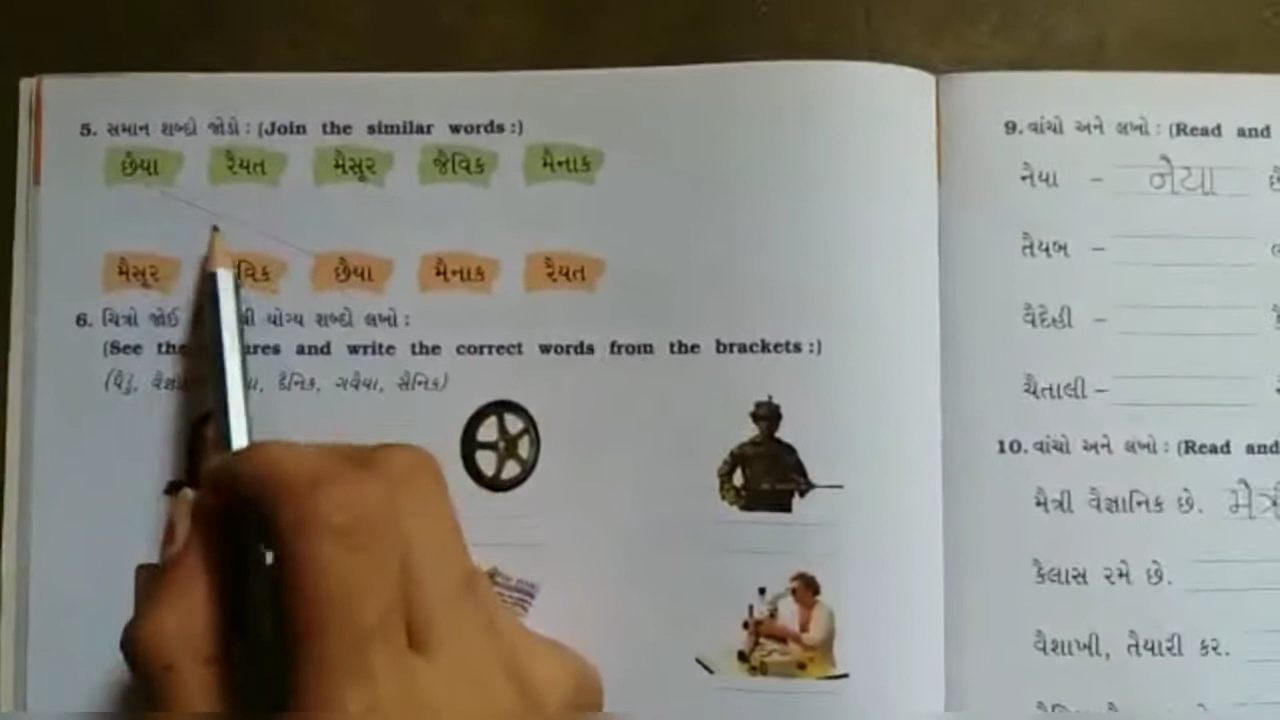 5. સમાન શબ્દો જોડો : (Join the similar words :)
છૈયા રૈયત મૈસૂર જૈવિક મૈનાક
મૈસૂર છૈયા મૈનાક રૈયત
6. ચિત્રો જોઈ યોગ્ય શબ્દો લખો :
(See the and write the correct words from the brackets :)
(પૈડું, દૈનિક, ગવૈયા, સૈનિક)
9. વાંચો અને લખો : (Read and
નૈયા – નૈયા
તૈયબ –
વૈદેહી –
ચૈતાલી –
10. વાંચો અને લખો : (Read and
મૈત્રી વૈજ્ઞાનિક છે.
કૈલાસ રમે છે.
વૈશાખી, તૈયારી કર.